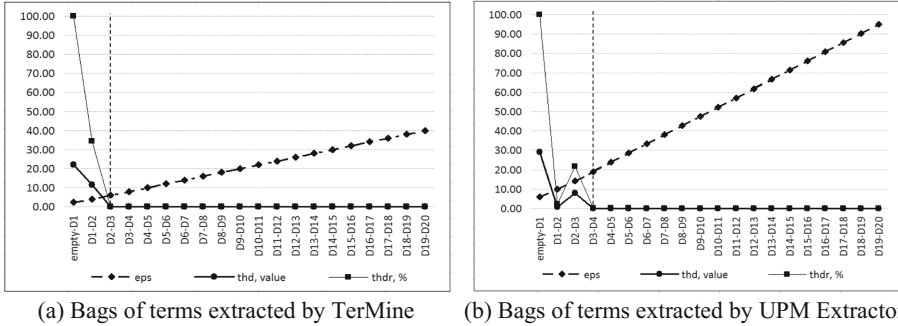 100.00
90.00
80.00
70.00
60.00
50.00
40.00
30.00
20.00
10.00
0.00
empty-D1
D1-D2
D2-D3
D3-D4
D4-D5
D5-D6
D6-D7
D7-D8
D8-D9
D9-D10
D10-D11
D11-D12
D12-D13
D13-D14
D14-D15
D15-D16
D16-D17
D17-D18
D18-D19
D19-D20
eps thd, value thdr, %
(a) Bags of terms extracted by TerMine
100.00
90.00
80.00
70.00
60.00
50.00
40.00
30.00
20.00
10.00
0.00
empty-D1
D1-D2
D2-D3
D3-D4
D4-D5
D5-D6
D6-D7
D7-D8
D8-D9
D9-D10
D10-D11
D11-D12
D12-D13
D13-D14
D14-D15
D15-D16
D16-D17
D17-D18
D18-D19
D19-D20
eps thd, value thdr, %
(b) Bags of terms extracted by UPM Extractor